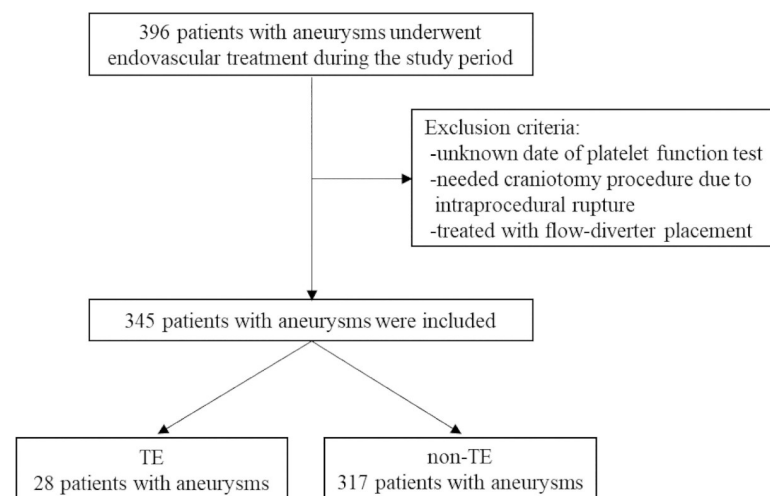 396 patients with aneurysms underwent
endovascular treatment during the study period
Exclusion criteria:
-unknown date of platelet function test
-needed craniotomy procedure due to
intraprocedural rupture
-treated with flow-diverter placement
345 patients with aneurysms were included
TE
28 patients with aneurysms
non-TE
317 patients with aneurysms